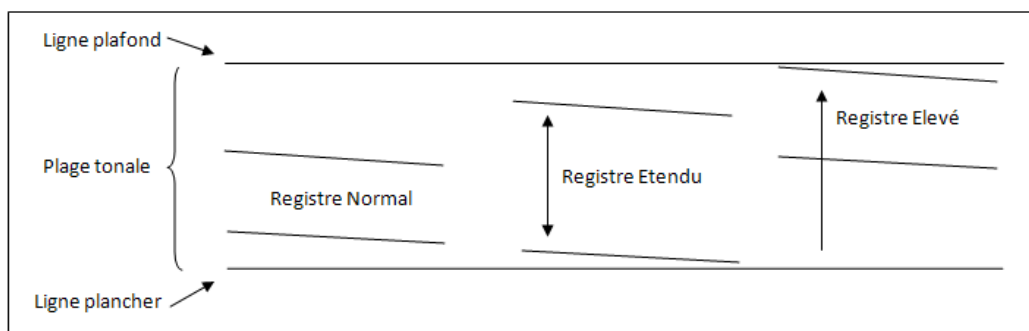 Ligne plafond
Registre Elevé
Plage tonale
Registre Etendu
Registre Normal
Ligne plancher